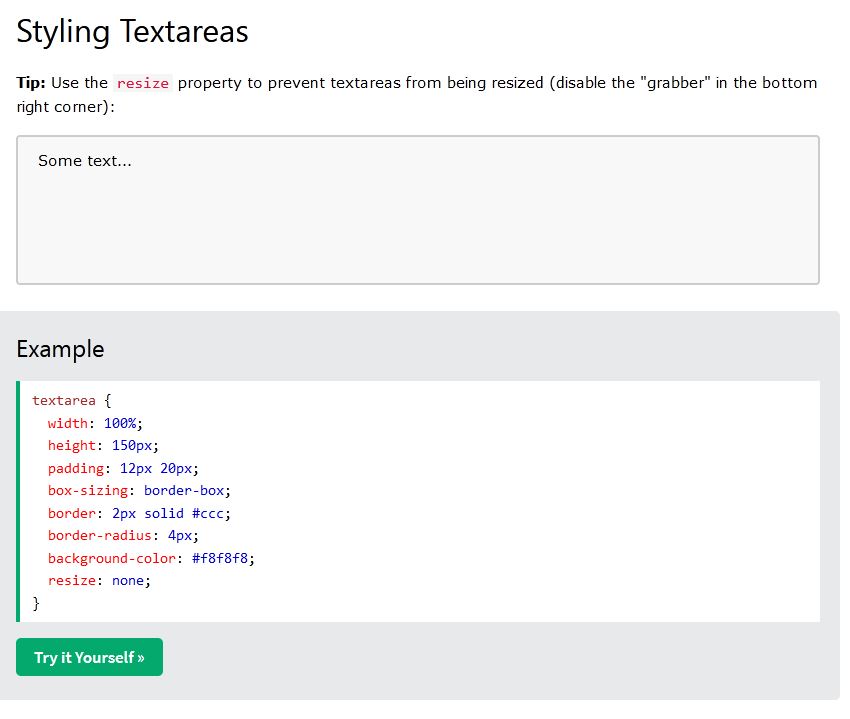 Styling Textareas
Tip: Use the resize property to prevent textareas from being resized (disable the "grabber" in the bottom
right corner):
Some text...
Example
textarea {
  width: 100%;
  height: 150px;
  padding: 12px 20px;
  box-sizing: border-box;
  border: 2px solid #ccc;
  border-radius: 4px;
  background-color: #f8f8f8;
  resize: none;
}
Try it Yourself »